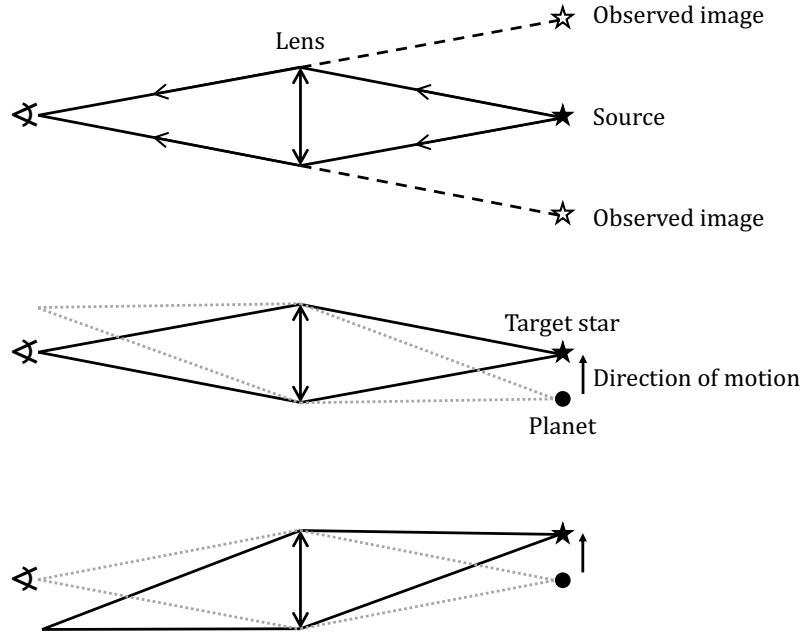 Observed image
Lens
Source
Observed image
Target star
Direction of motion
Planet